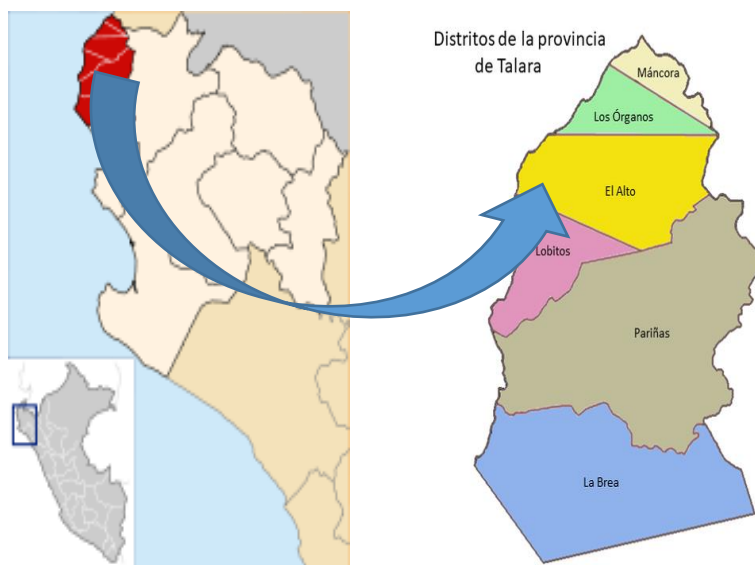 Distritos de la provincia
de Talara
Máncora
Los Órganos
El Alto
Lobitos
Pariñas
La Brea